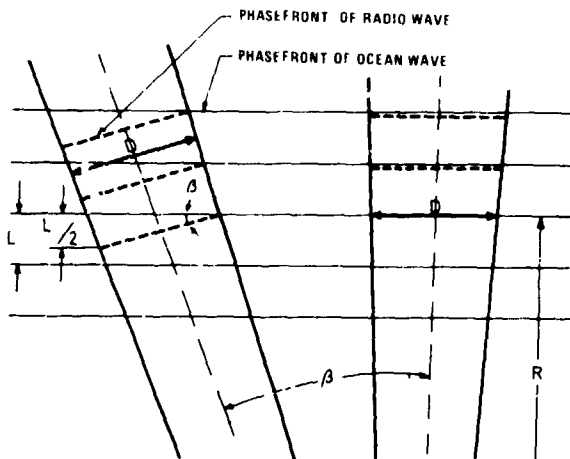 PHASEFRONT OF RADIO WAVE
PHASEFRONT OF OCEAN WAVE
D
β
D
L
L/2
β
R